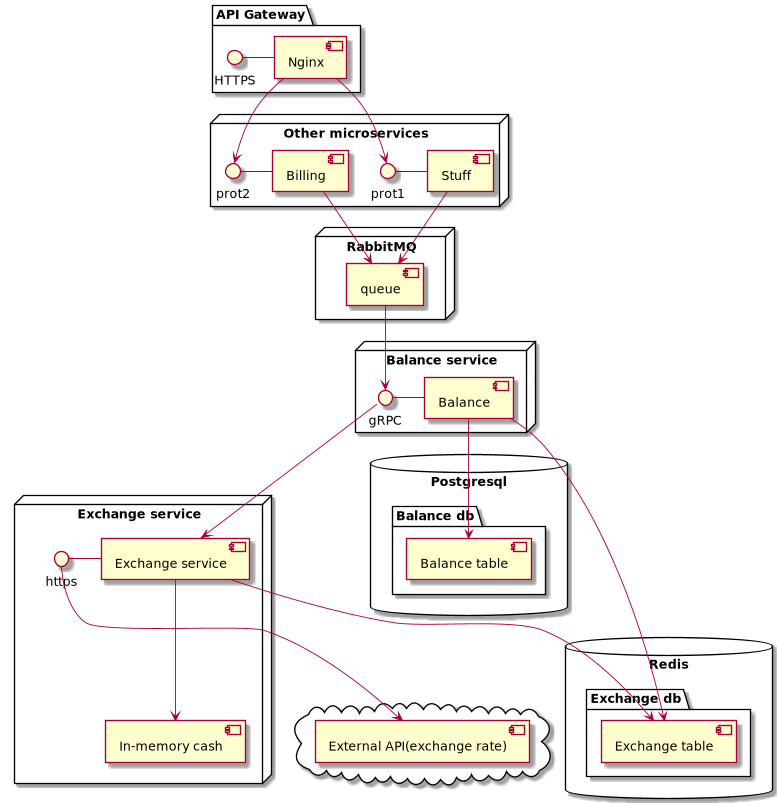 API Gateway
Nginx
HTTPS
Other microservices
Billing
Stuff
prot2
prot1
RabbitMQ
queue
Balance service
Balance
gRPC
Postgresql
Exchange service
Balance db
Exchange service
Balance table
https
Redis
Exchange db
In-memory cash
External API(exchange rate)
Exchange table